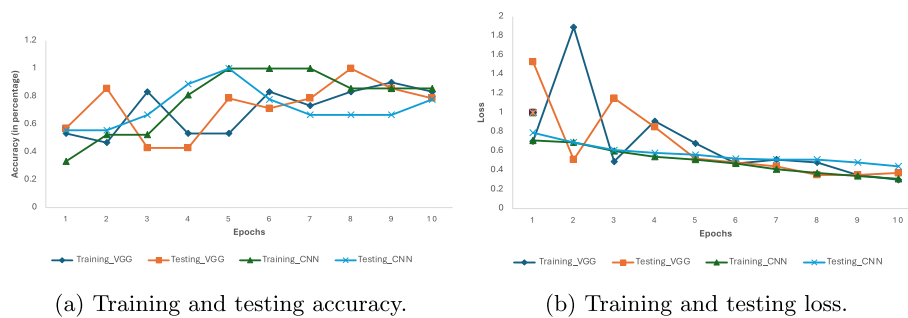 1.2
1
0.8
0.6
0.4
0.2
0
Accuracy (in percentage)
1 2 3 4 5 6 7 8 9 10
Epochs
Training_VGG Testing_VGG Training_CNN Testing_CNN
(a) Training and testing accuracy.
2
1.8
1.6
1.4
1.2
1
0.8
0.6
0.4
0.2
0
Loss
1 2 3 4 5 6 7 8 9 10
Epochs
Training_VGG Testing_VGG Training_CNN Testing_CNN
(b) Training and testing loss.